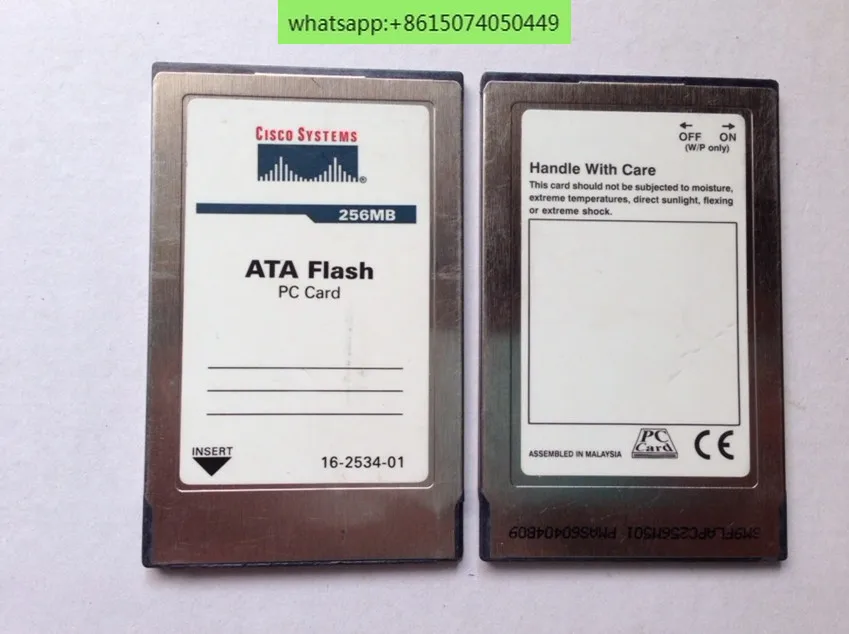 whatsapp:+8615074050449
CISCO SYSTEMS
®
256MB
ATA Flash
PC Card
INSERT
16-2534-01
OFF ON
(W/P only)
Handle With Care
This card should not be subjected to moisture,
extreme temperatures, direct sunlight, flexing
or extreme shock.
ASSEMBLED IN MALAYSIA
PC
Card
CE
SM9FLAPC256M501 PMAS60404B09